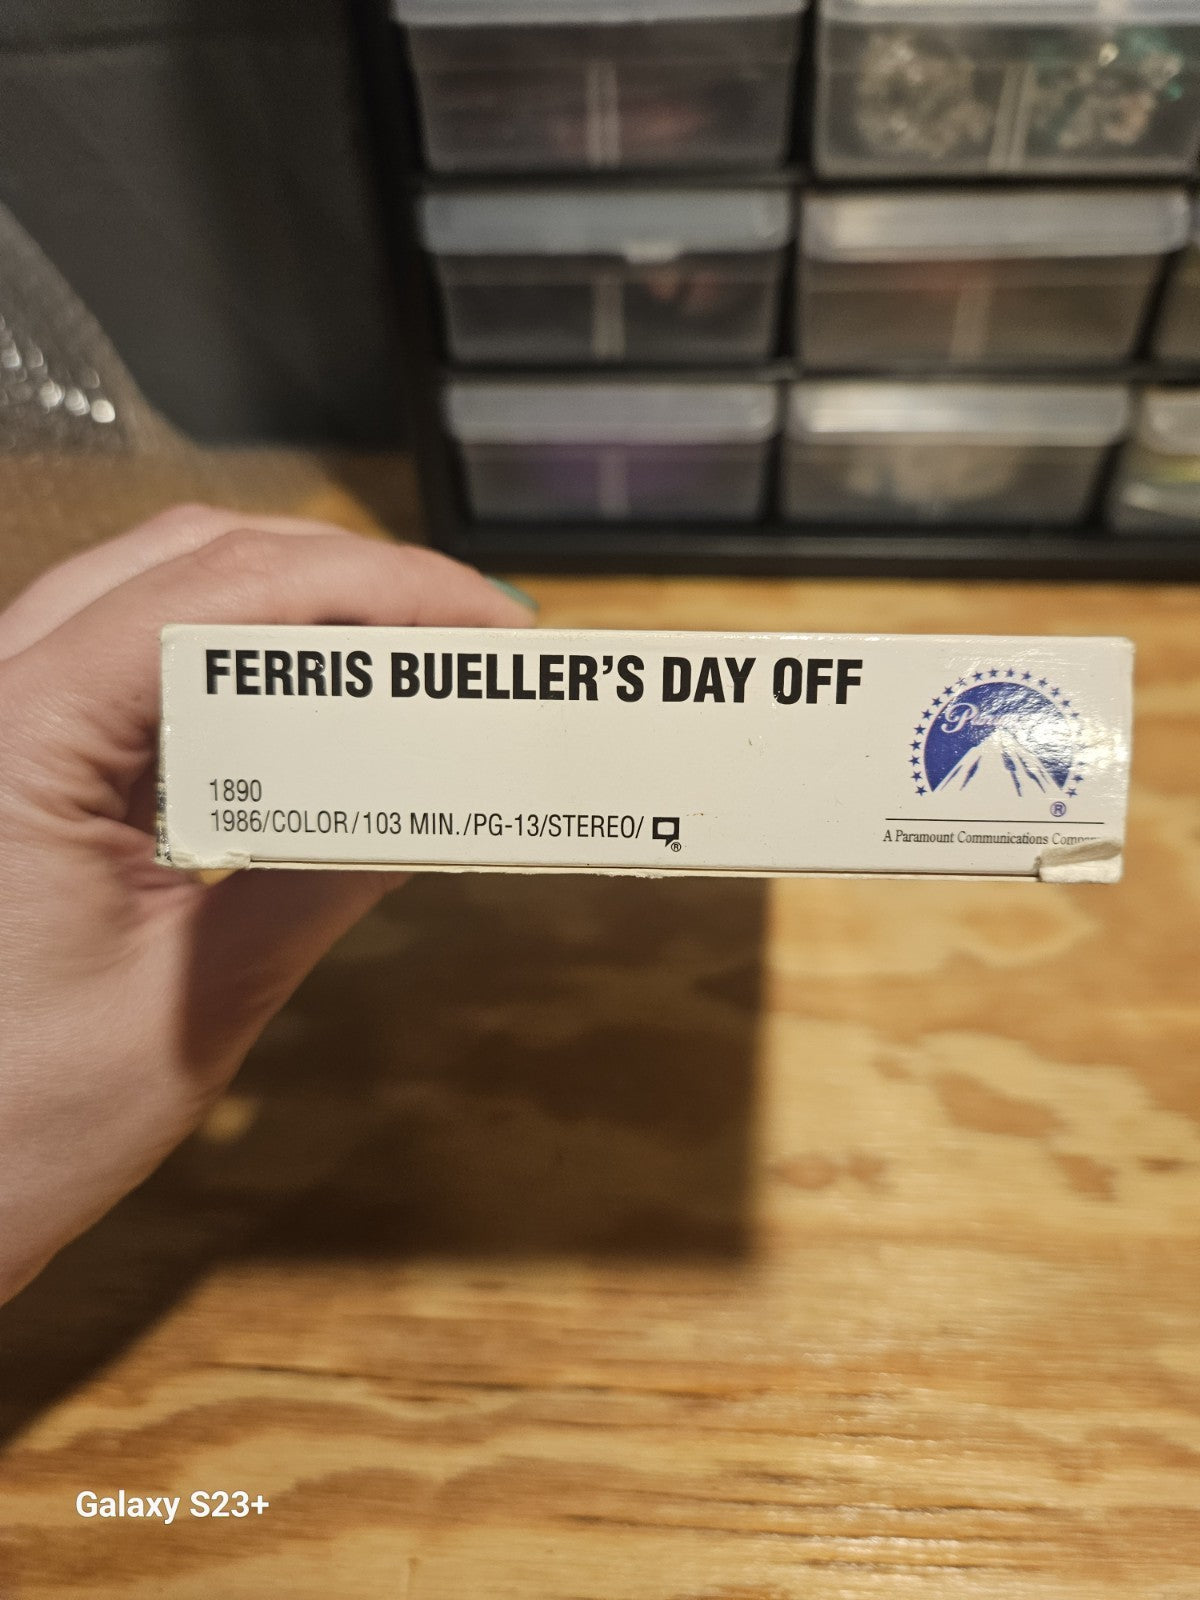 FERRIS BUELLER'S DAY OFF
1890
1986/COLOR/103 MIN./PG-13/STEREO/
®
®
A Paramount Communications
Galaxy S23+